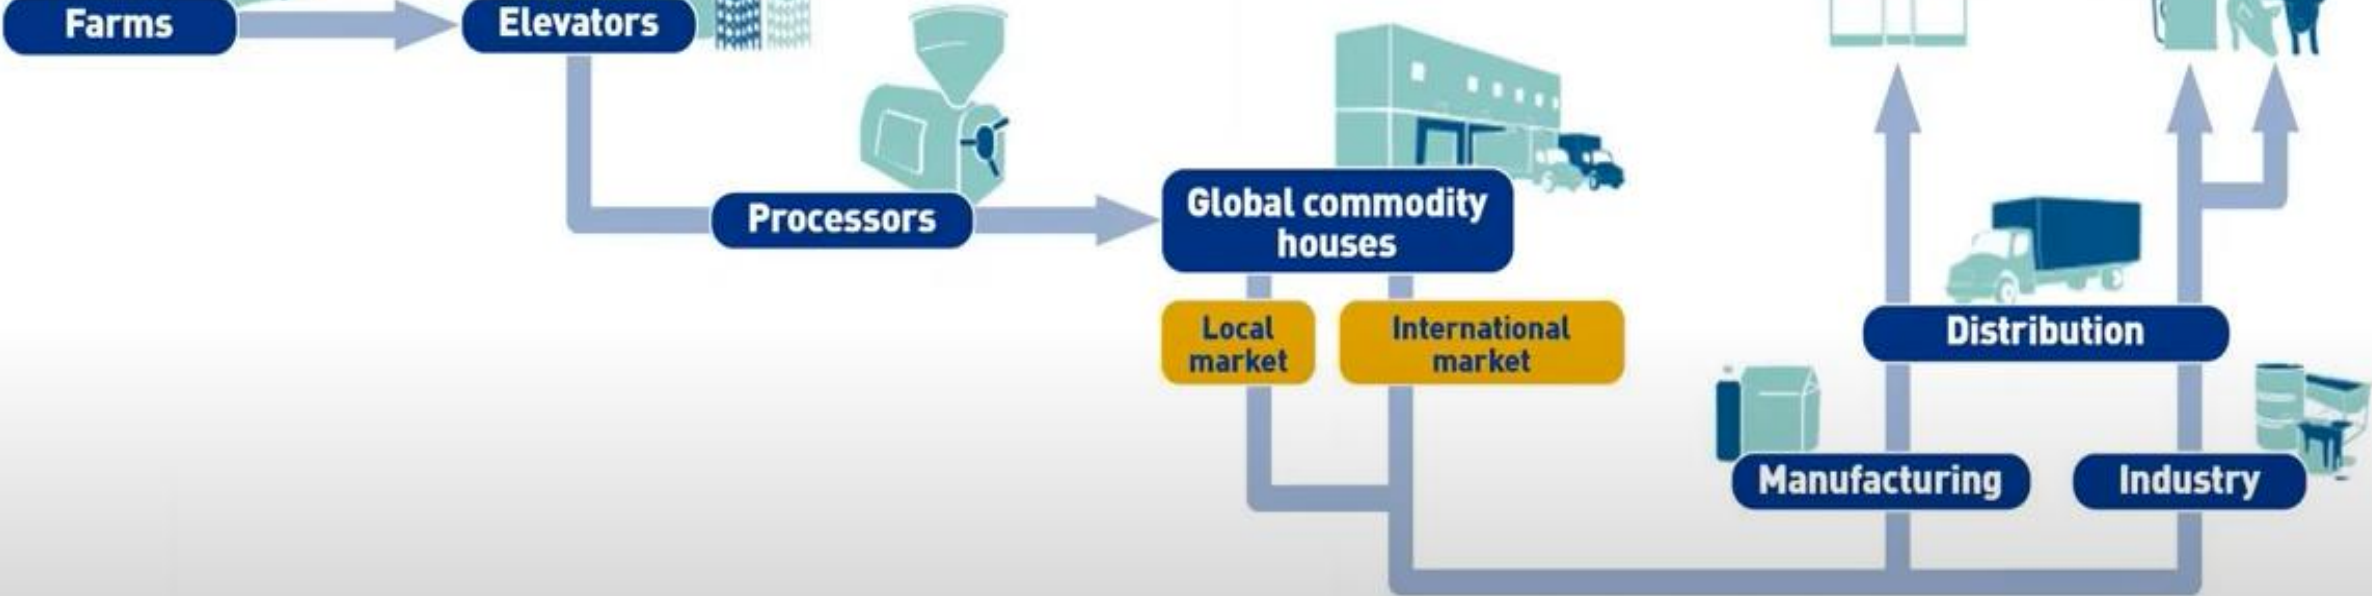 Farms
Elevators
Processors
Global commodity
houses
Local
market
International
market
Distribution
Manufacturing
Industry